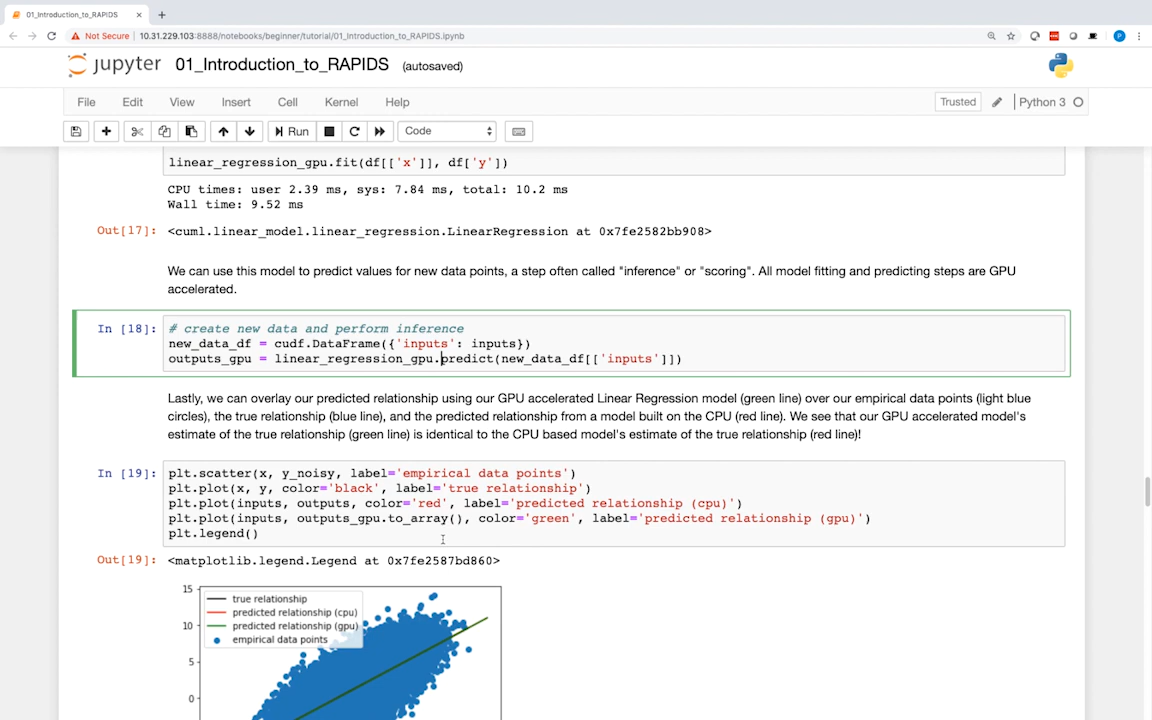 01_Introduction_to_RAPIDS
Not Secure | 10.31.229.103:8888/notebooks/beginner/tutorial/01_Introduction_to_RAPIDS.ipynb
P
jupyter 01_Introduction_to_RAPIDS (autosaved)
File Edit View Insert Cell Kernel Help Trusted Python 3
Run Code
linear_regression_gpu.fit(df[['x']], df['y'])
CPU times: user 2.39 ms, sys: 7.84 ms, total: 10.2 ms
Wall time: 9.52 ms
Out[17]: <cuml.linear_model.linear_regression.LinearRegression at 0x7fe2582bb908>
We can use this model to predict values for new data points, a step often called "inference" or "scoring". All model fitting and predicting steps are GPU
accelerated.
In [18]: # create new data and perform inference
new_data_df = cudf.DataFrame({'inputs': inputs})
outputs_gpu = linear_regression_gpu.predict(new_data_df[['inputs']])
Lastly, we can overlay our predicted relationship using our GPU accelerated Linear Regression model (green line) over our empirical data points (light blue
circles), the true relationship (blue line), and the predicted relationship from a model built on the CPU (red line). We see that our GPU accelerated model's
estimate of the true relationship (green line) is identical to the CPU based model's estimate of the true relationship (red line)!
In [19]: plt.scatter(x, y_noisy, label='empirical data points')
plt.plot(x, y, color='black', label='true relationship')
plt.plot(inputs, outputs, color='red', label='predicted relationship (cpu)')
plt.plot(inputs, outputs_gpu.to_array(), color='green', label='predicted relationship (gpu)')
plt.legend()
Out[19]: <matplotlib.legend.Legend at 0x7fe2587bd860>
15
true relationship
predicted relationship (cpu)
10
predicted relationship (gpu)
empirical data points
5
0